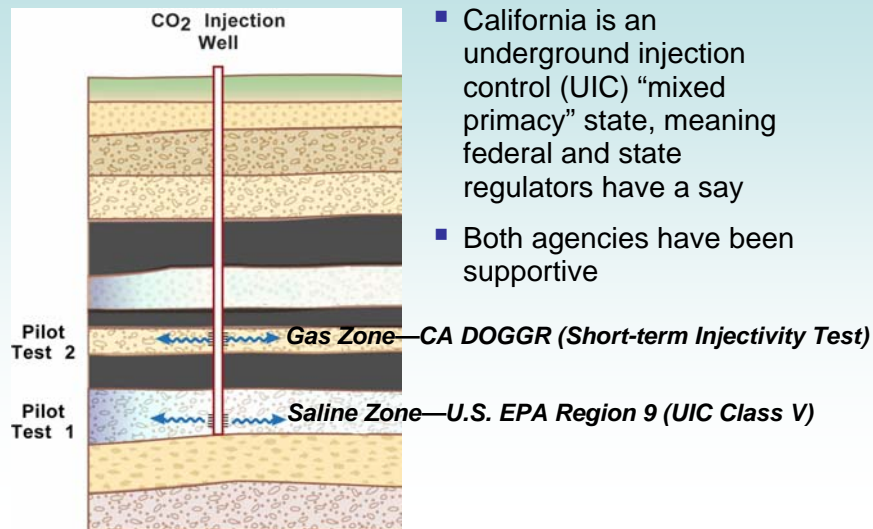 CO2 Injection
Well
▪ California is an
underground injection
control (UIC) “mixed
primacy” state, meaning
federal and state
regulators have a say
▪ Both agencies have been
supportive
Pilot
Test 2
Gas Zone—CA DOGGR (Short-term Injectivity Test)
Pilot
Test 1
Saline Zone—U.S. EPA Region 9 (UIC Class V)